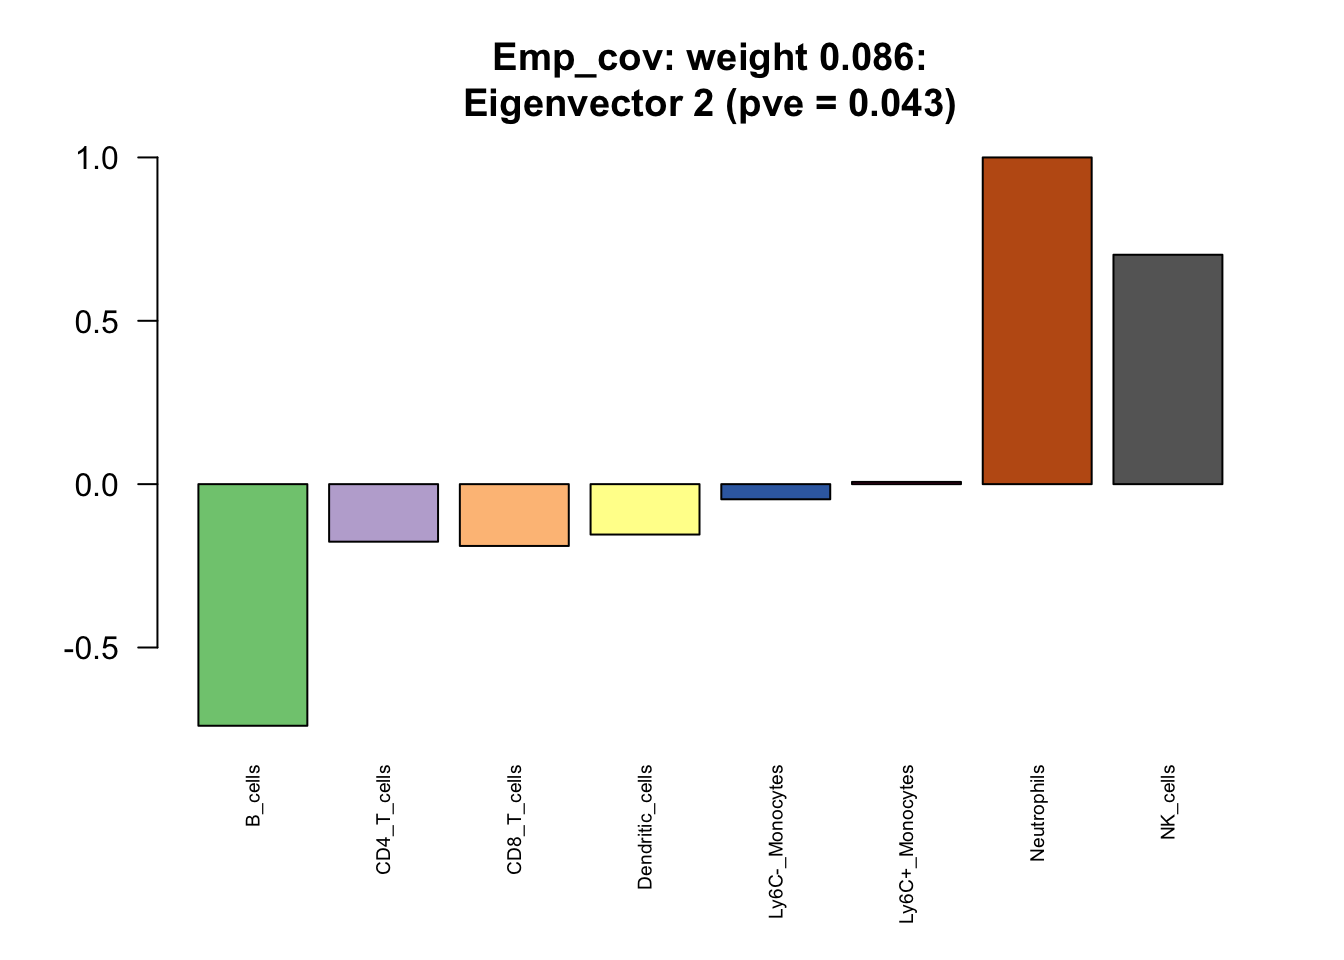 Emp_cov: weight 0.086:
Eigenvector 2 (pve = 0.043)
1.0
0.5
0.0
-0.5
B_cells
CD4_T_cells
CD8_T_cells
Dendritic_cells
Ly6C-_Monocytes
Ly6C+_Monocytes
Neutrophils
NK_cells